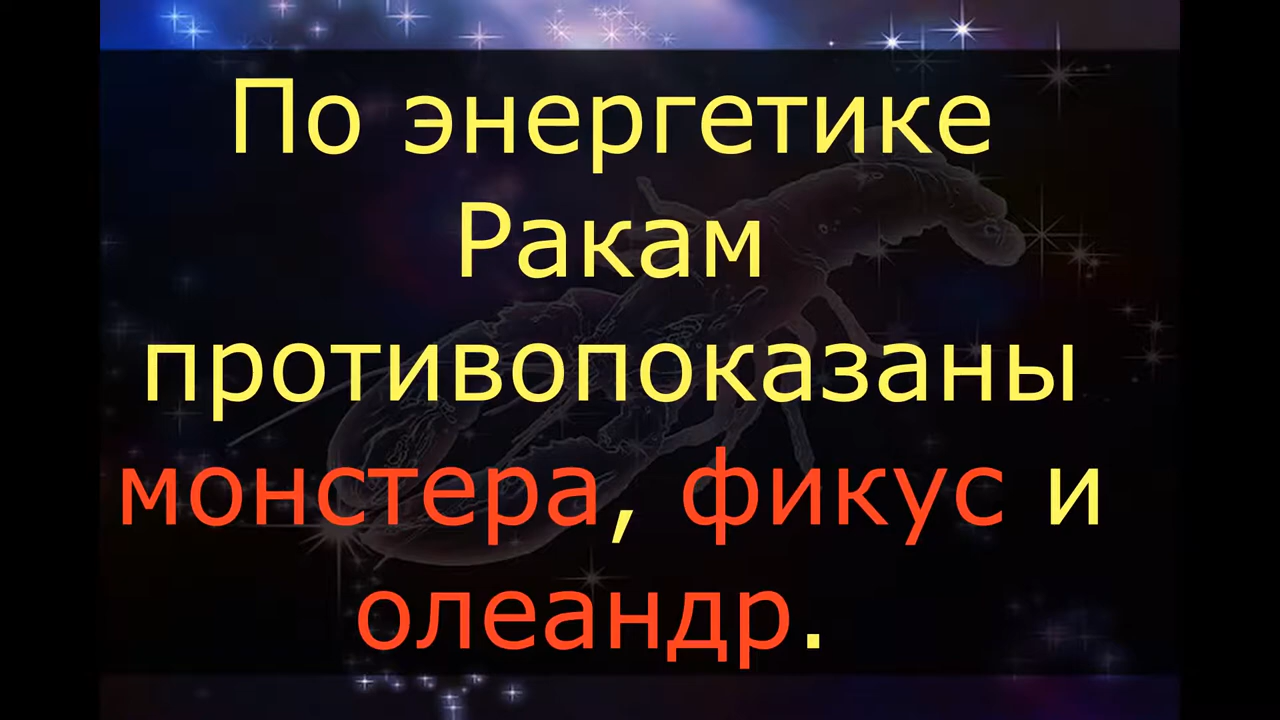 По энергетике
Ракам
противопоказаны
монстера, фикус и
олеандр.